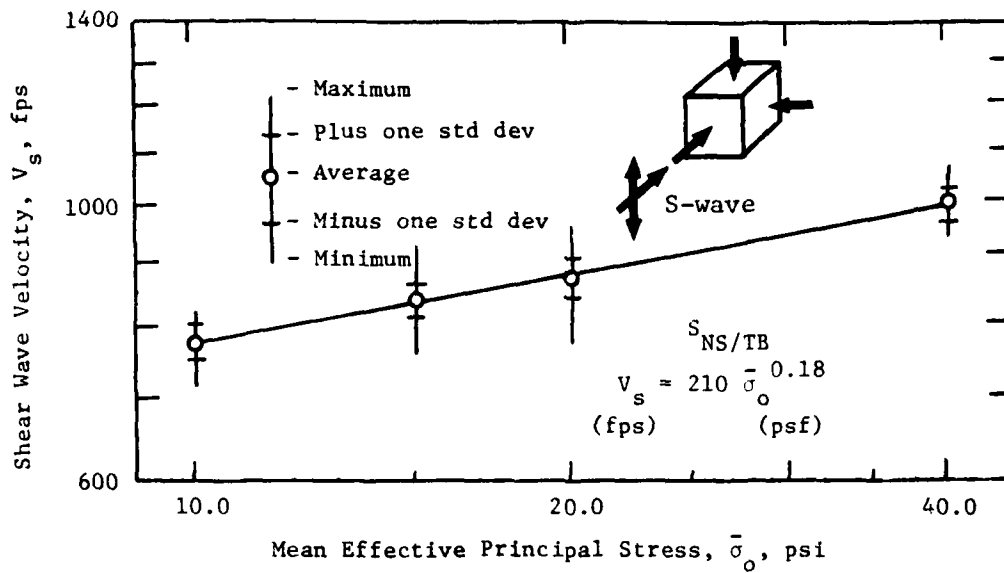 1400
1000
600
Shear Wave Velocity, V_s, fps
- Maximum
- Plus one std dev
- Average
- Minus one std dev
- Minimum
S-wave
S_NS/TB
V_s = 210 σ̄_o^0.18
(fps) (psf)
10.0 20.0 40.0
Mean Effective Principal Stress, σ̄_o, psi